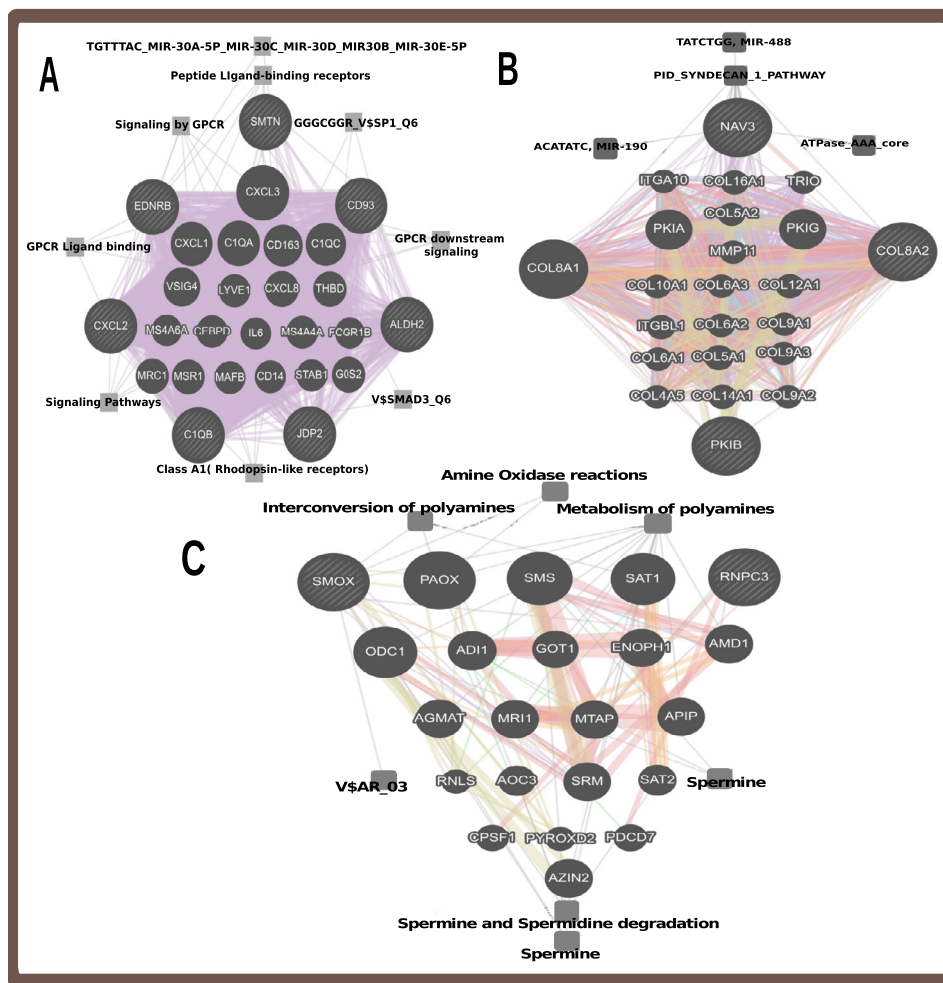 TGTTTAC_MIR-30A-5P_MIR-30C_MIR-30D_MIR30B_MIR-30E-5P
A
Peptide LIgand-binding receptors
SMTN
Signaling by GPCR
GGGCGGR_V$SP1_Q6
CXCL3
EDNRB
CD93
GPCR Ligand binding
CXCL1
C1QA
CD163
C1QC
GPCR downstream
signaling
VSIG4
LYVE1
CXCL8
THBD
CXCL2
MS4A6A
CEBPD
IL6
MS4A4A
FCGR1B
ALDH2
MRC1
MSR1
MAFB
CD14
STAB1
G0S2
Signaling Pathways
V$SMAD3_Q6
C1QB
JDP2
Class A1( Rhodopsin-like receptors)
TATCTGG, MIR-488
B
PID_SYNDECAN_1_PATHWAY
NAV3
ACATATC, MIR-190
ATPase_AAA_core
ITGA10
COL16A1
TRIO
COL5A2
PKIA
PKIG
MMP11
COL8A1
COL8A2
COL10A1
COL6A3
COL12A1
ITGBL1
COL6A2
COL9A1
COL6A1
COL5A1
COL9A3
COL4A5
COL14A1
COL9A2
PKIB
Amine Oxidase reactions
Interconversion of polyamines
Metabolism of polyamines
C
SMOX
PAOX
SMS
SAT1
RNPC3
ODC1
ADI1
GOT1
ENOPH1
AMD1
AGMAT
MRI1
MTAP
APIP
V$AR_03
RNLS
AOC3
SRM
SAT2
Spermine
CPSF1
PYROXD2
PDCD7
AZIN2
Spermine and Spermidine degradation
Spermine